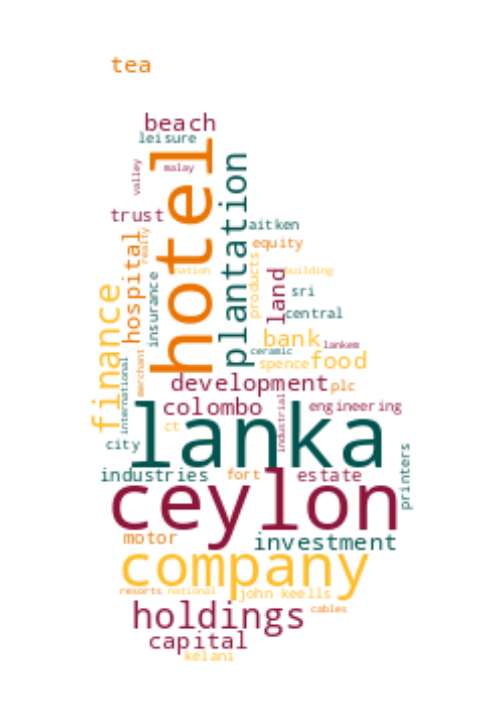 tea
beach
leisure
hotel
malay
valley
plantation
trust
aitken
realty
hospital
equity
nation
building
products
land
insurance
finance
sri
central
bank
lankem
ceramic
spence
food
international
merchant
development
plc
colombo
industrial
engineering
lanka
ct
city
industries
fort
estate
printers
ceylon
motor
investment
company
resorts
national
john keells
holdings
cables
capital
kelani